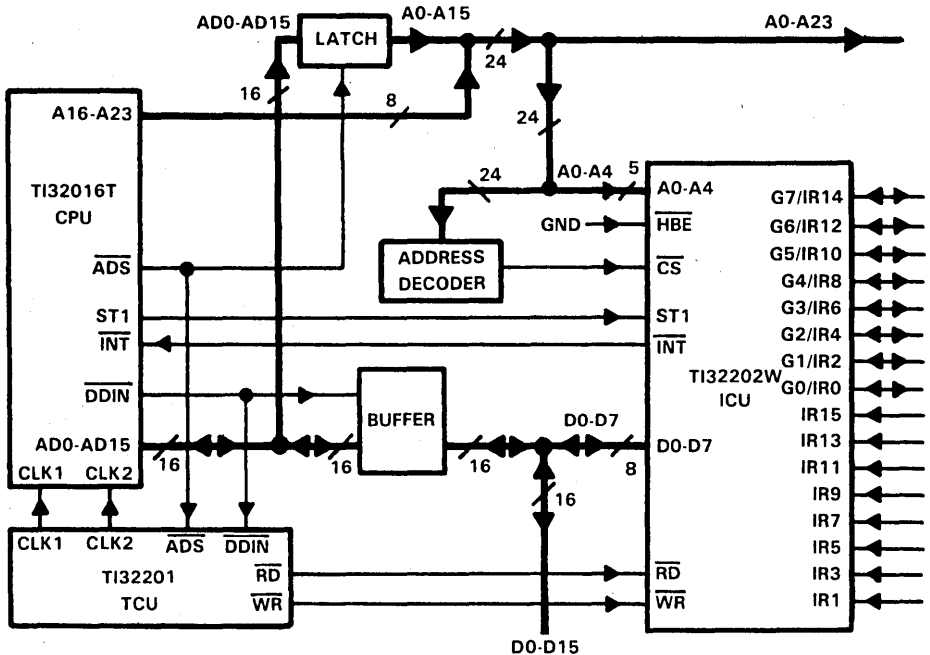 AD0-AD15
LATCH
A0-A15
A0-A23
16
24
A16-A23
8
24
TI32016T
CPU
24
A0-A4
5
A0-A4
G7/IR14
GND
HBE
G6/IR12
ADS
ADDRESS
DECODER
CS
G5/IR10
G4/IR8
ST1
ST1
G3/IR6
INT
INT
G2/IR4
G1/IR2
TI32202W
ICU
G0/IR0
DDIN
BUFFER
IR15
AD0-AD15
16
16
16
D0-D7
8
D0-D7
IR13
CLK1
CLK2
IR11
16
IR9
IR7
CLK1
CLK2
ADS
DDIN
IR5
TI32201
TCU
RD
RD
IR3
WR
WR
IR1
D0-D15